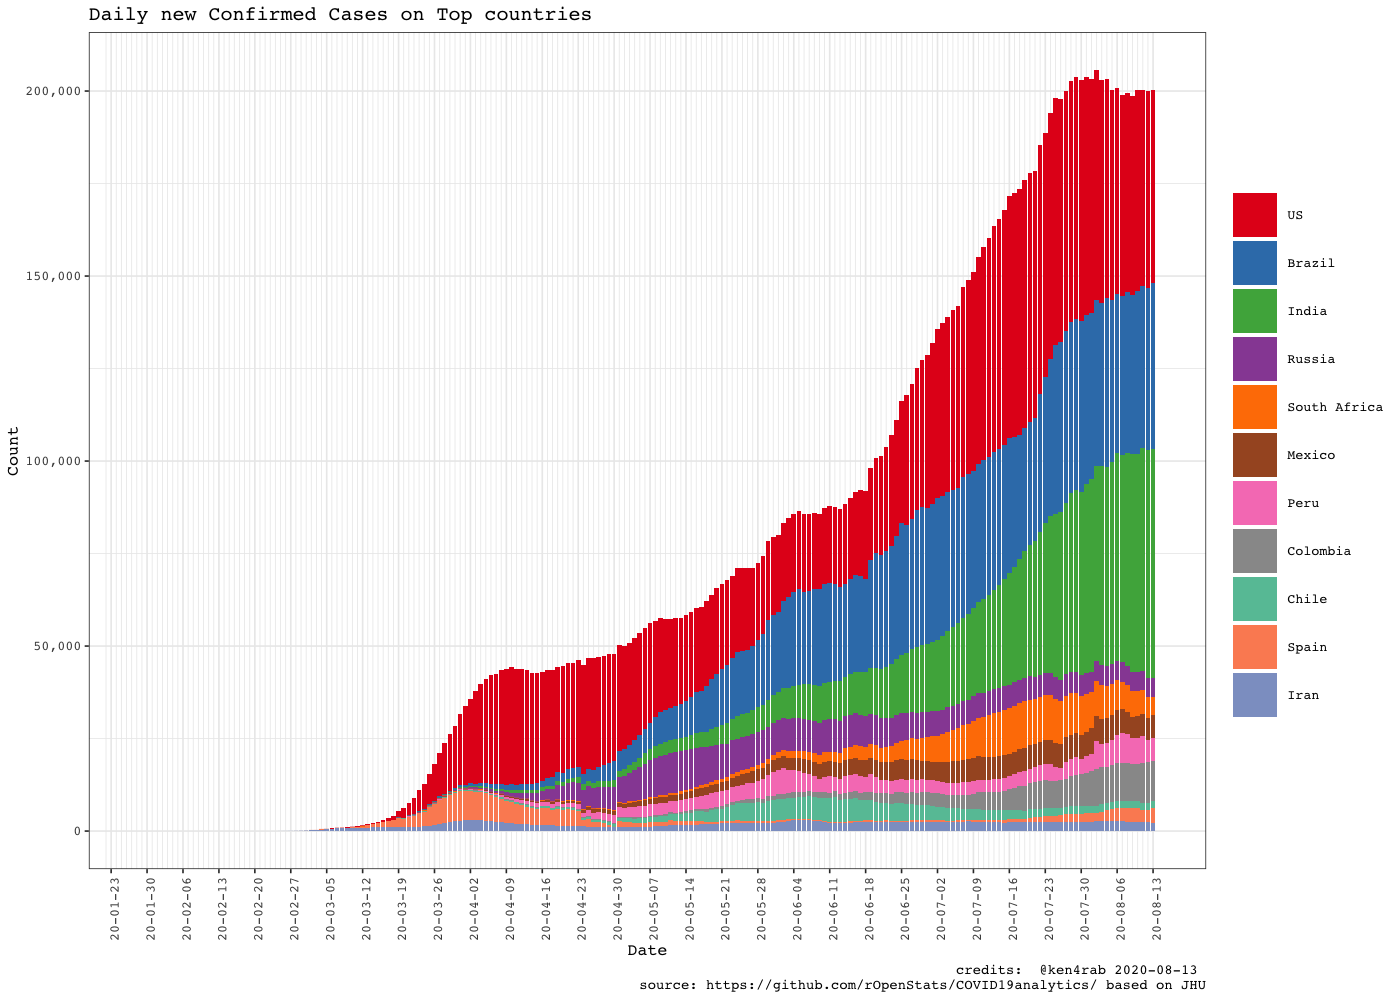 Daily new Confirmed Cases on Top countries
200,000
150,000
100,000
50,000
0
Count
20-01-23
20-01-30
20-02-06
20-02-13
20-02-20
20-02-27
20-03-05
20-03-12
20-03-19
20-03-26
20-04-02
20-04-09
20-04-16
20-04-23
20-04-30
20-05-07
20-05-14
20-05-21
20-05-28
20-06-04
20-06-11
20-06-18
20-06-25
20-07-02
20-07-09
20-07-16
20-07-23
20-07-30
20-08-06
20-08-13
Date
US
Brazil
India
Russia
South Africa
Mexico
Peru
Colombia
Chile
Spain
Iran
credits: @ken4rab 2020-08-13
source: https://github.com/rOpenStats/COVID19analytics/ based on JHU